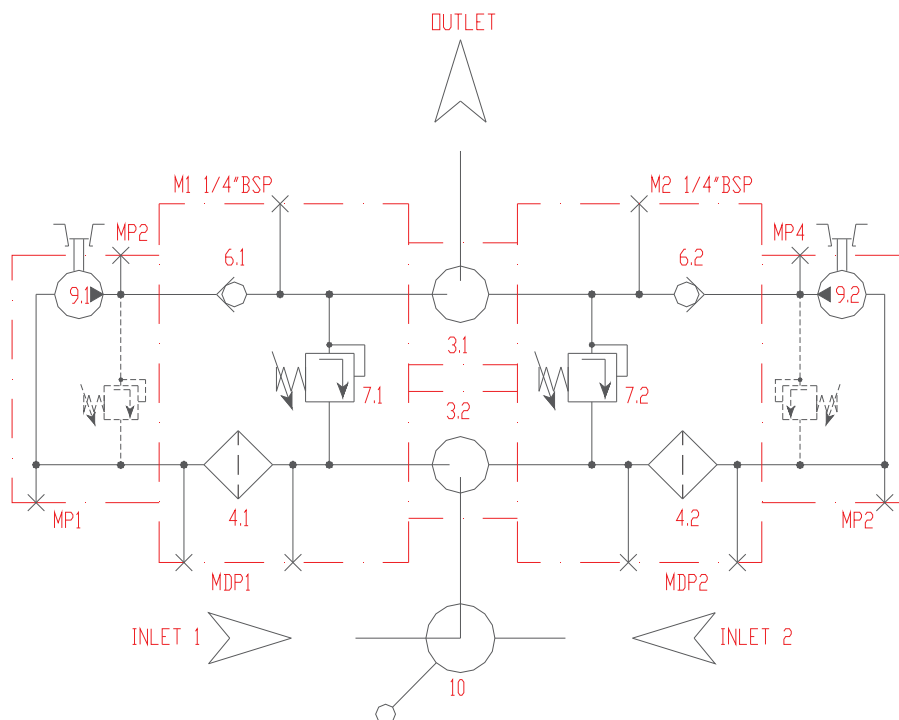 OUTLET
M1 1/4"BSP
M2 1/4"BSP
MP2
MP4
6.1
6.2
9.1
9.2
3.1
7.1
7.2
3.2
4.1
4.2
MP1
MP2
MDP1
MDP2
INLET 1
INLET 2
10